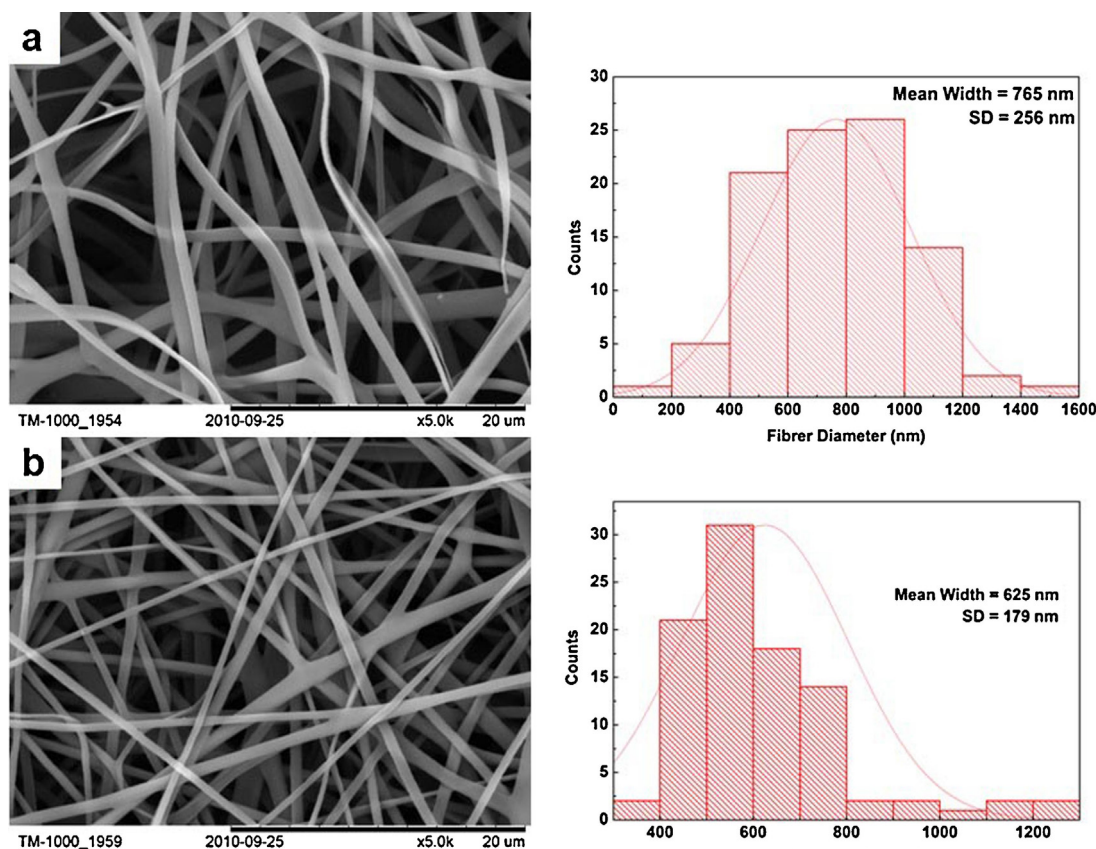 a
TM-1000_1954 2010-09-25 x5.0k 20 um
Mean Width = 765 nm
SD = 256 nm
30
25
20
15
10
5
0
Counts
0 200 400 600 800 1000 1200 1400 1600
Fibrer Diameter (nm)
b
TM-1000_1959 2010-09-25 x5.0k 20 um
Mean Width = 625 nm
SD = 179 nm
30
25
20
15
10
5
0
Counts
400 600 800 1000 1200